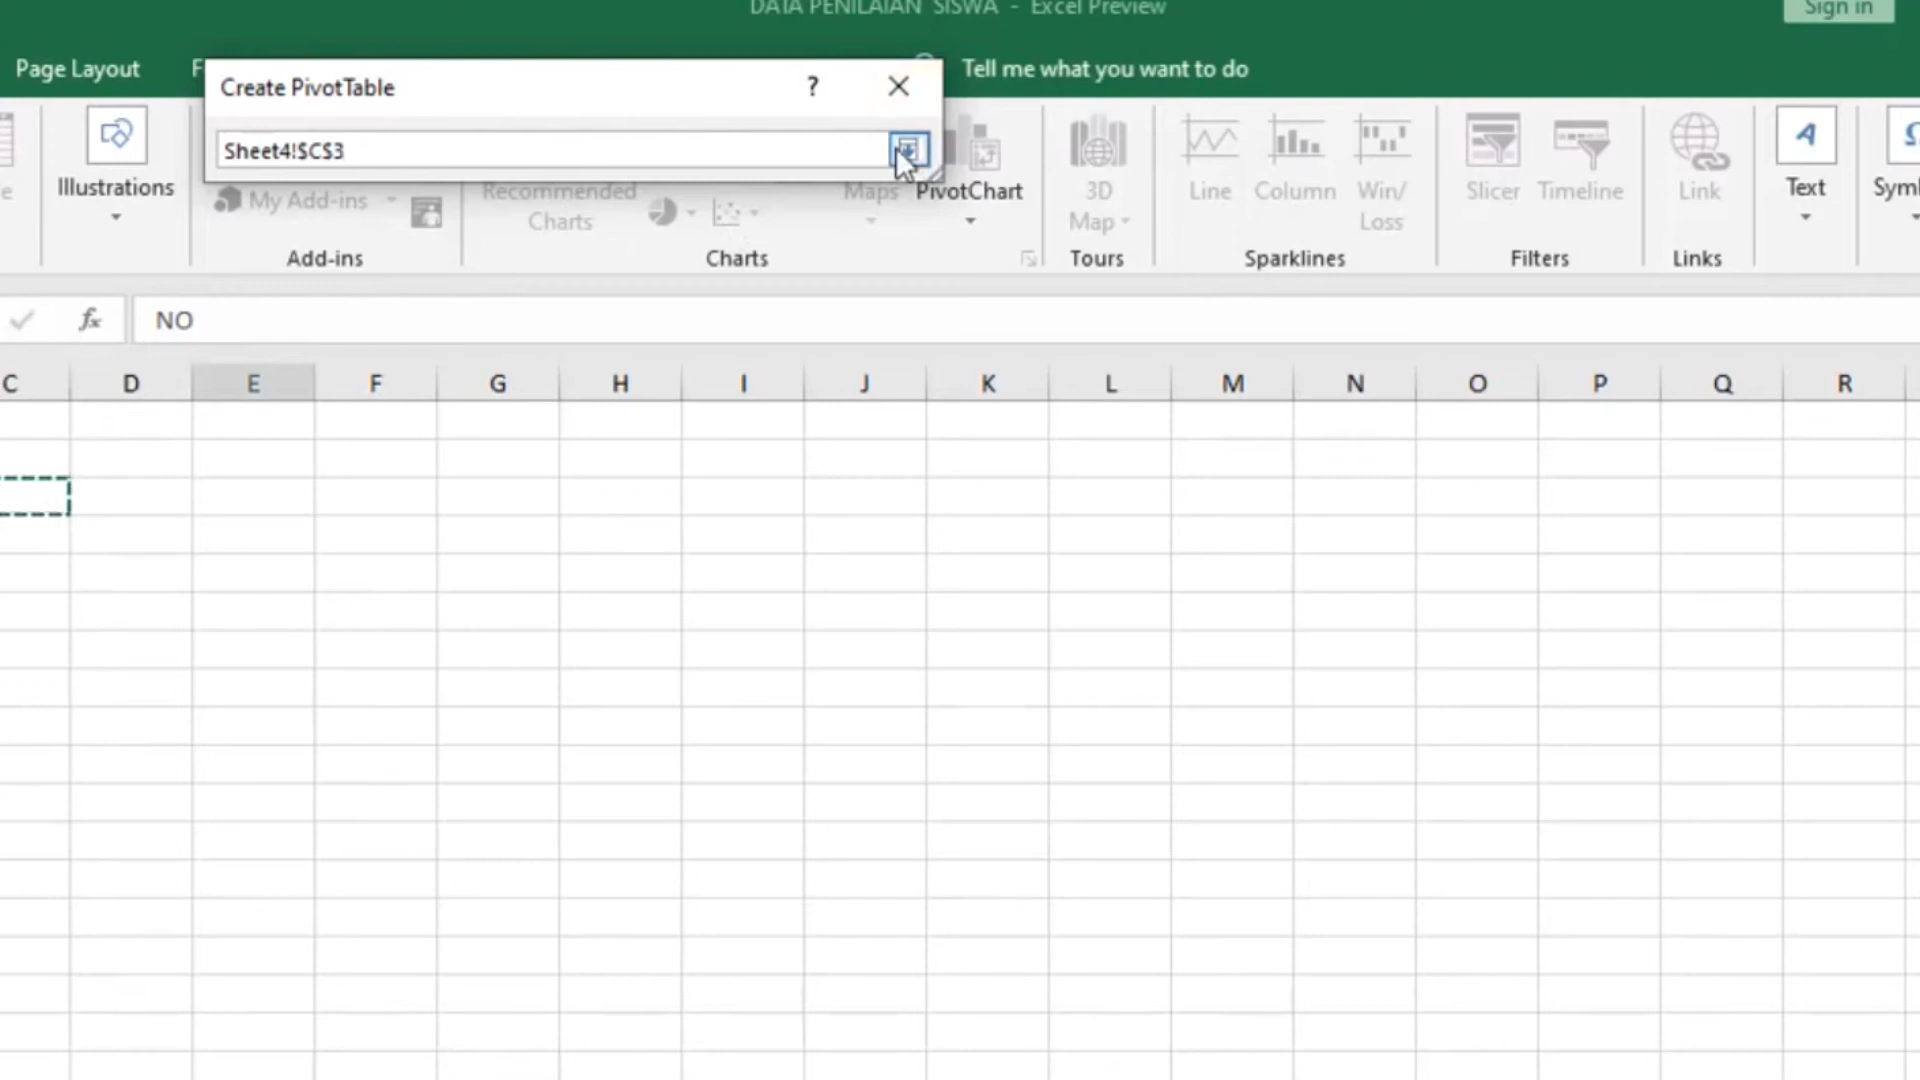 DATA PENILAIAN SISWA - Excel Preview
Sign in
Page Layout
F
Tell me what you want to do
Create PivotTable
?
Sheet4!$C$3
Illustrations
My Add-ins
Add-ins
Recommended
Charts
Maps
PivotChart
Charts
3D
Map
Tours
Line
Column
Win/
Loss
Sparklines
Slicer
Timeline
Filters
Link
Links
A
Text
Ω
Syml
e
fx
NO
C D E F G H I J K L M N O P Q R